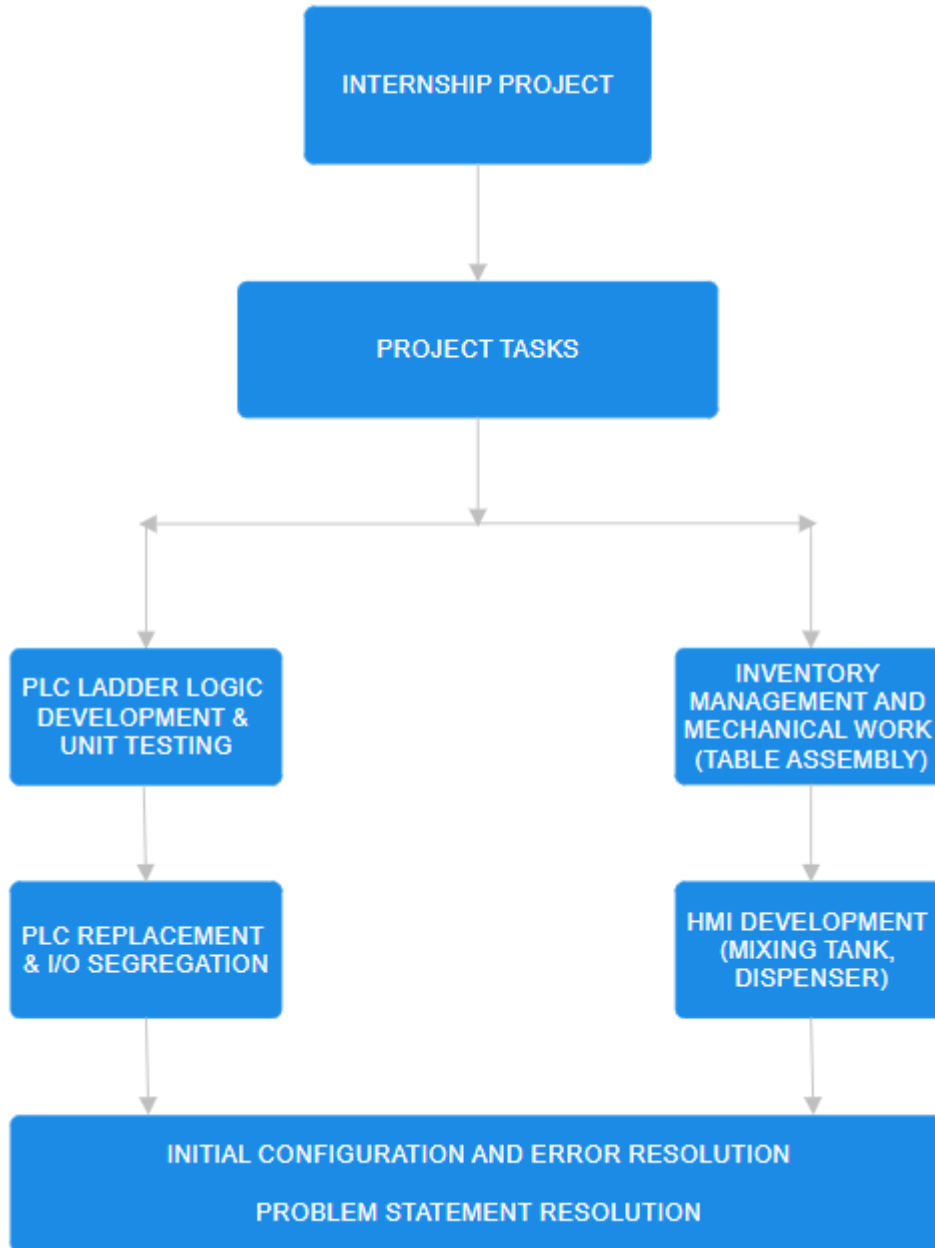 INTERNSHIP PROJECT
PROJECT TASKS
PLC LADDER LOGIC
DEVELOPMENT &
UNIT TESTING
INVENTORY
MANAGEMENT AND
MECHANICAL WORK
(TABLE ASSEMBLY)
PLC REPLACEMENT
& I/O SEGREGATION
HMI DEVELOPMENT
(MIXING TANK,
DISPENSER)
INITIAL CONFIGURATION AND ERROR RESOLUTION
PROBLEM STATEMENT RESOLUTION